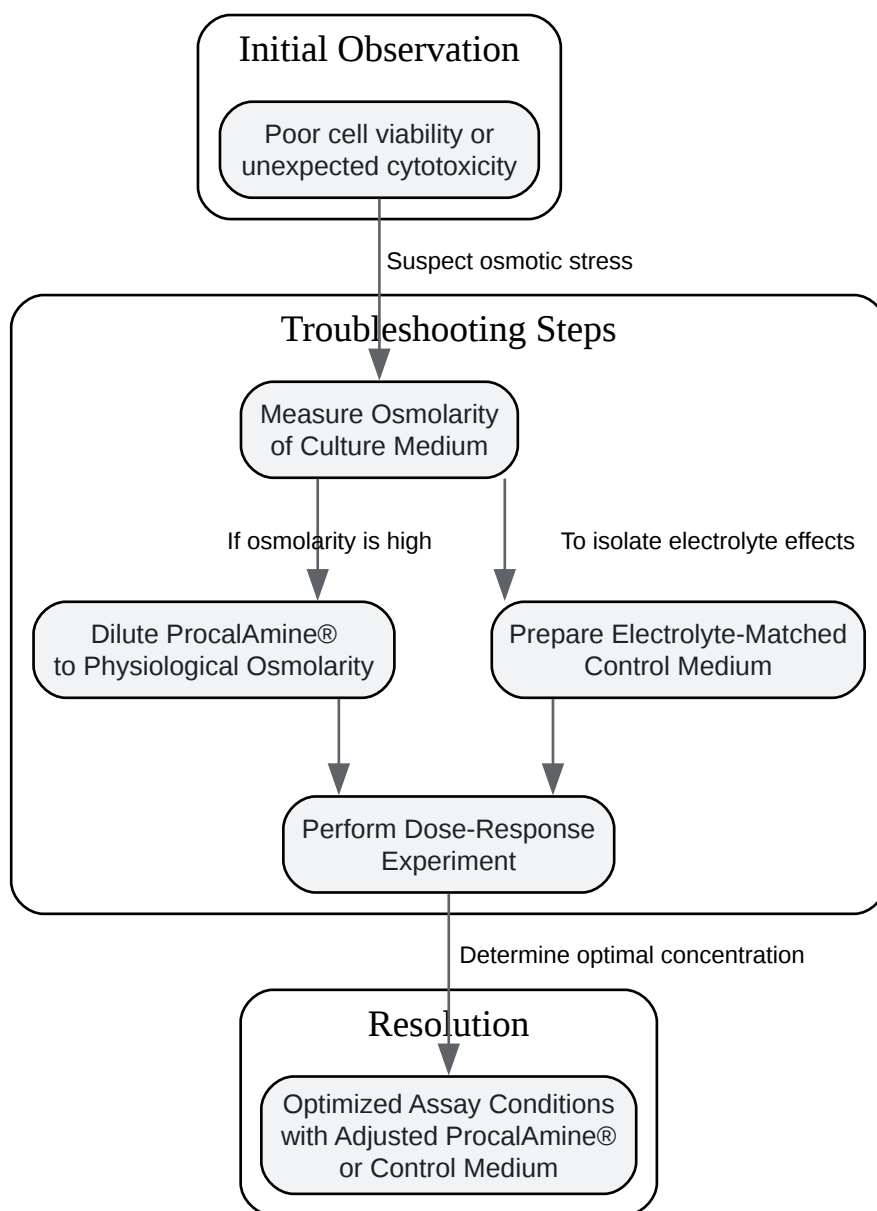 Initial Observation
Poor cell viability or
unexpected cytotoxicity
Suspect osmotic stress
Troubleshooting Steps
Measure Osmolarity
of Culture Medium
If osmolarity is high
To isolate electrolyte effects
Dilute ProcalAmine®
to Physiological Osmolarity
Prepare Electrolyte-Matched
Control Medium
Perform Dose-Response
Experiment
Determine optimal concentration
Resolution
Optimized Assay Conditions
with Adjusted ProcalAmine®
or Control Medium